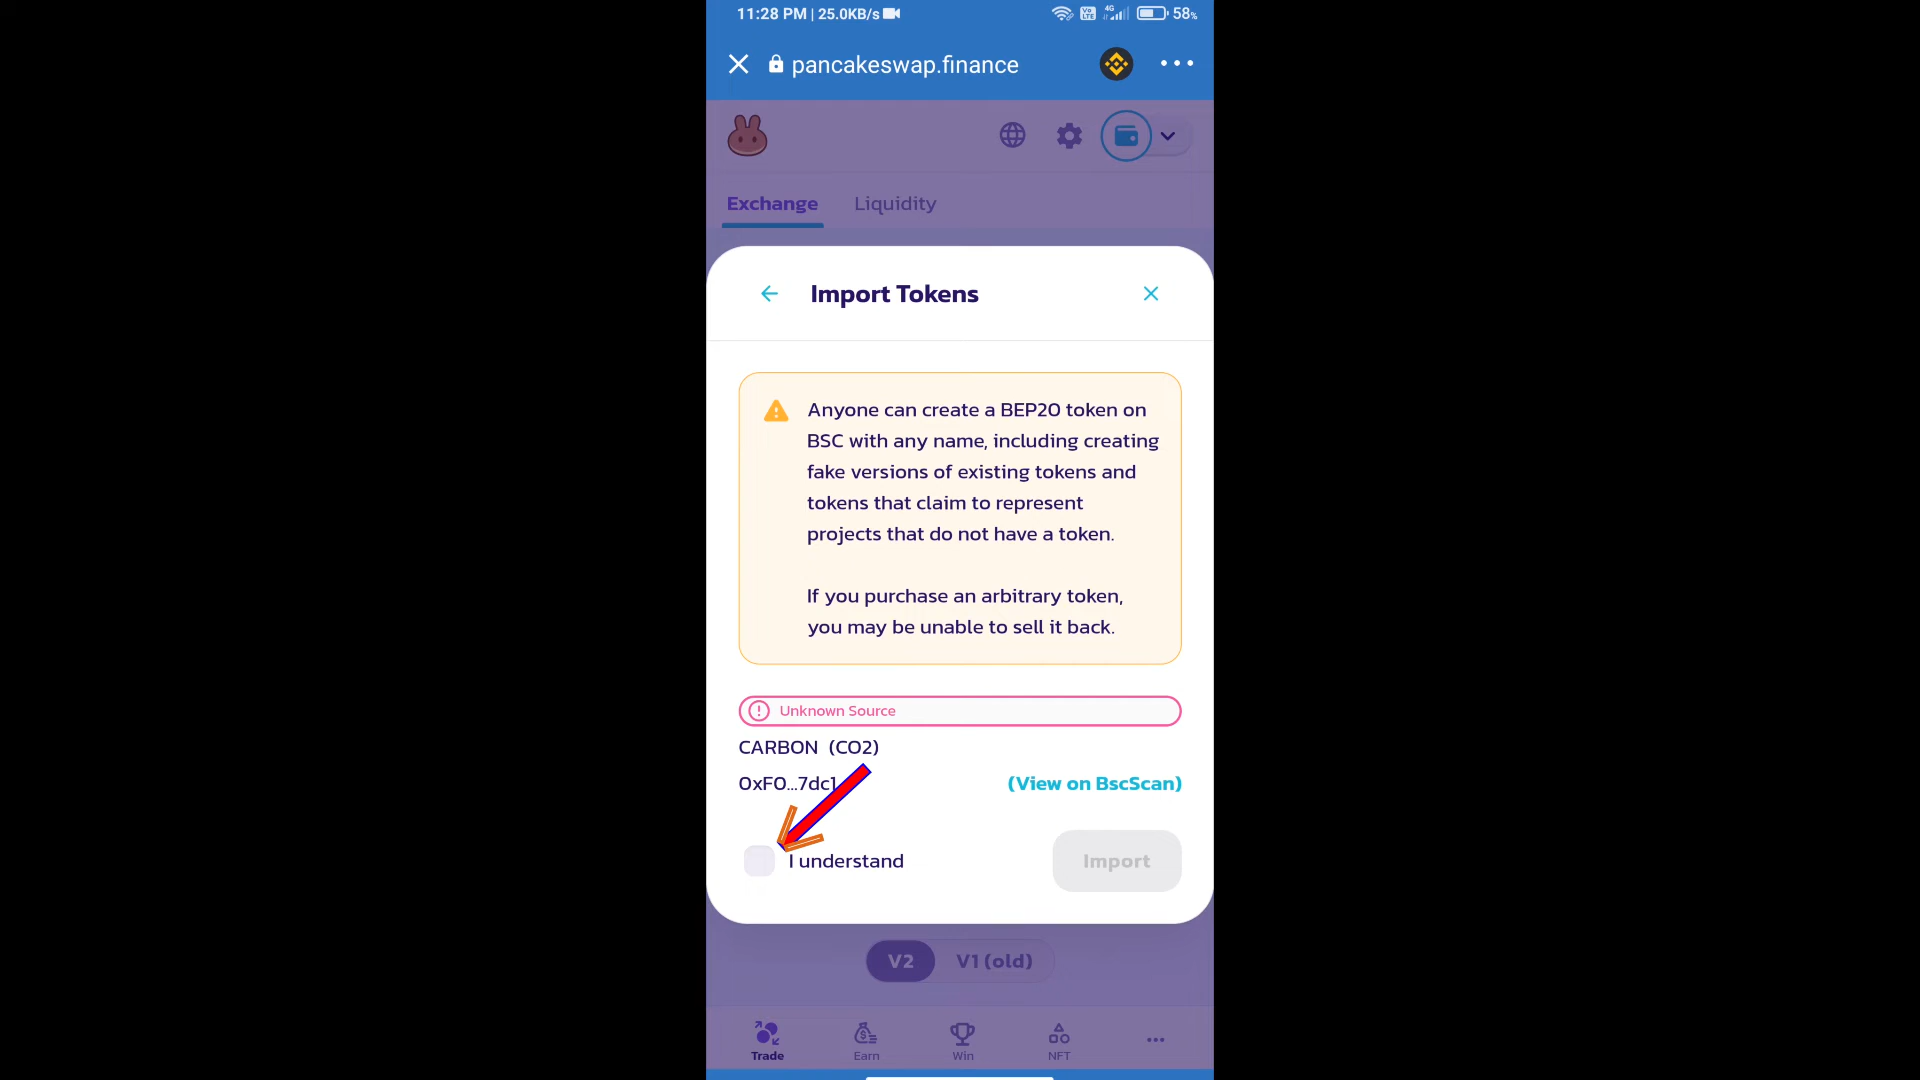 11:28 PM | 25.0KB/s
Vo LTE 4G 58%
pancakeswap.finance
Exchange Liquidity
Import Tokens
Anyone can create a BEP20 token on
BSC with any name, including creating
fake versions of existing tokens and
tokens that claim to represent
projects that do not have a token.
If you purchase an arbitrary token,
you may be unable to sell it back.
Unknown Source
CARBON (CO2)
0xF0...7dc1 (View on BscScan)
I understand Import
V2 V1 (old)
Trade Earn Win NFT